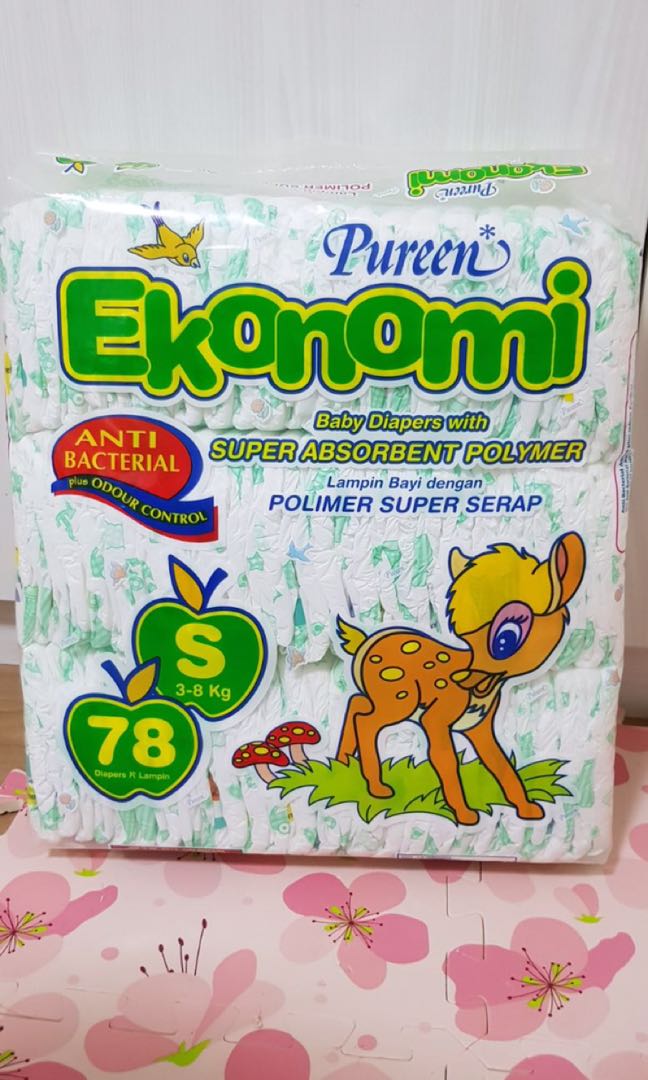 Pureen
Ekonomi
Pureen*
Ekonomi
Baby Diapers with
SUPER ABSORBENT POLYMER
Lampin Bayi dengan
POLIMER SUPER SERAP
ANTI
BACTERIAL
plus ODOUR CONTROL
S
3-8 Kg
78
Diapers
Lampin